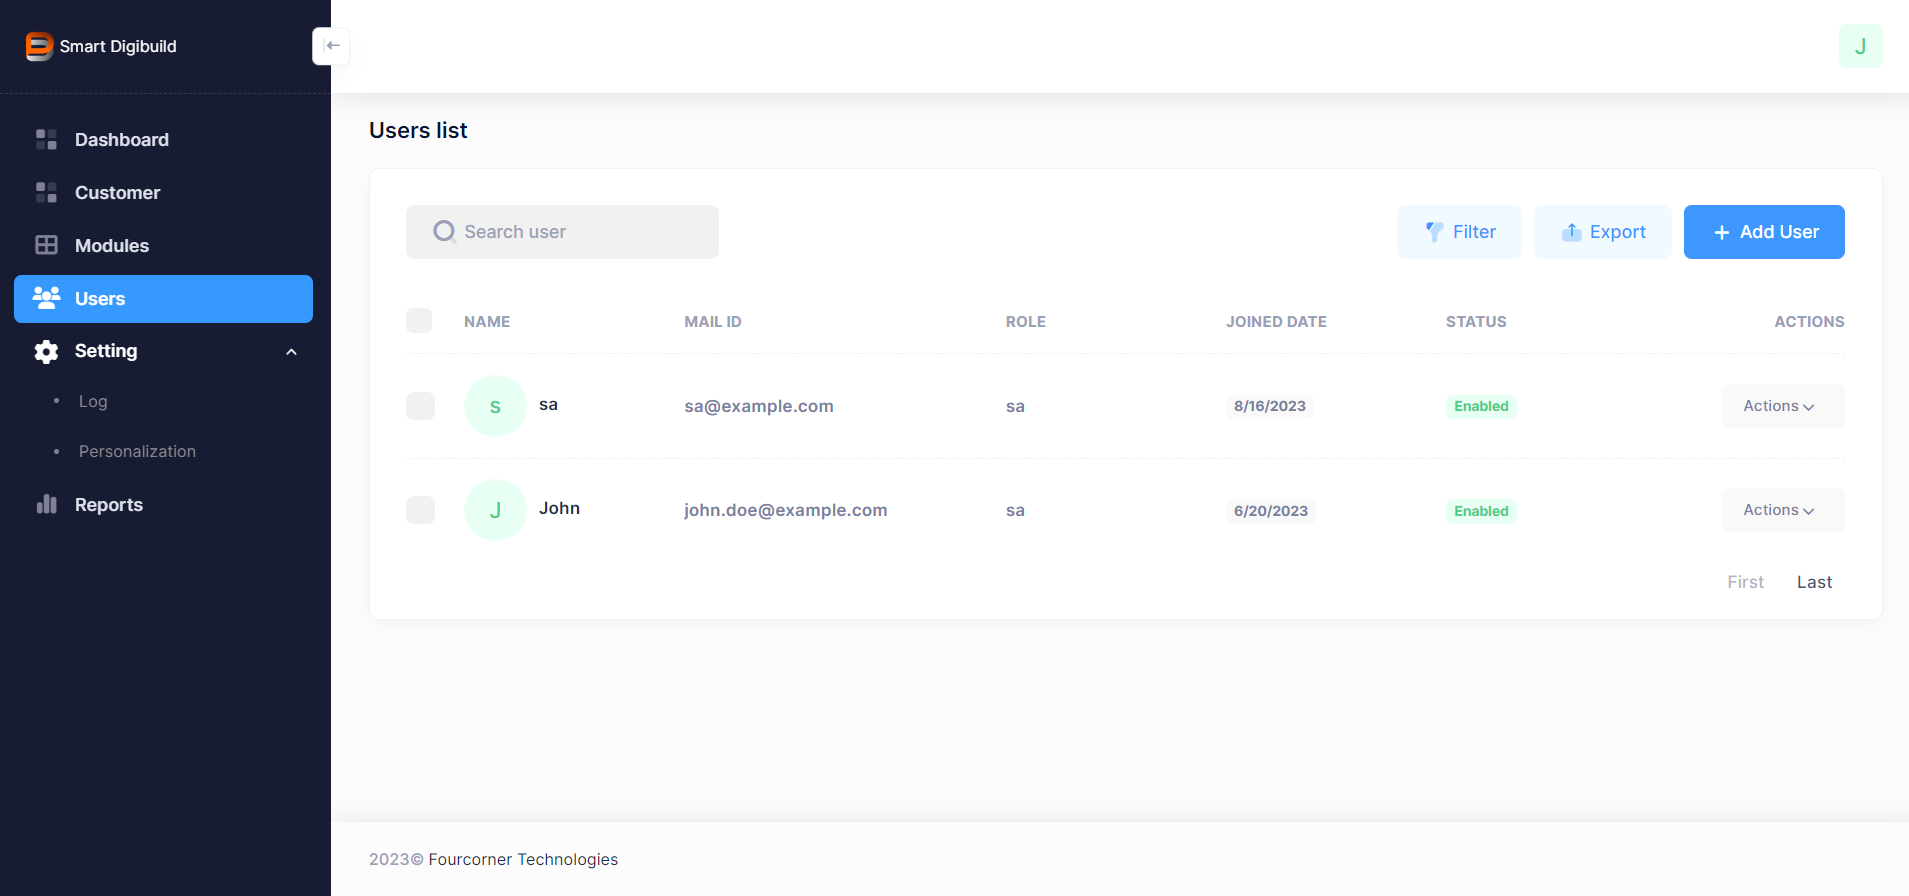 Smart Digibuild
J
Dashboard
Customer
Modules
Users
Setting
Log
Personalization
Reports
Users list
Search user
Filter
Export
+ Add User
NAME MAIL ID ROLE JOINED DATE STATUS ACTIONS
s sa sa@example.com sa 8/16/2023 Enabled Actions
J John john.doe@example.com sa 6/20/2023 Enabled Actions
First Last
2023© Fourcorner Technologies